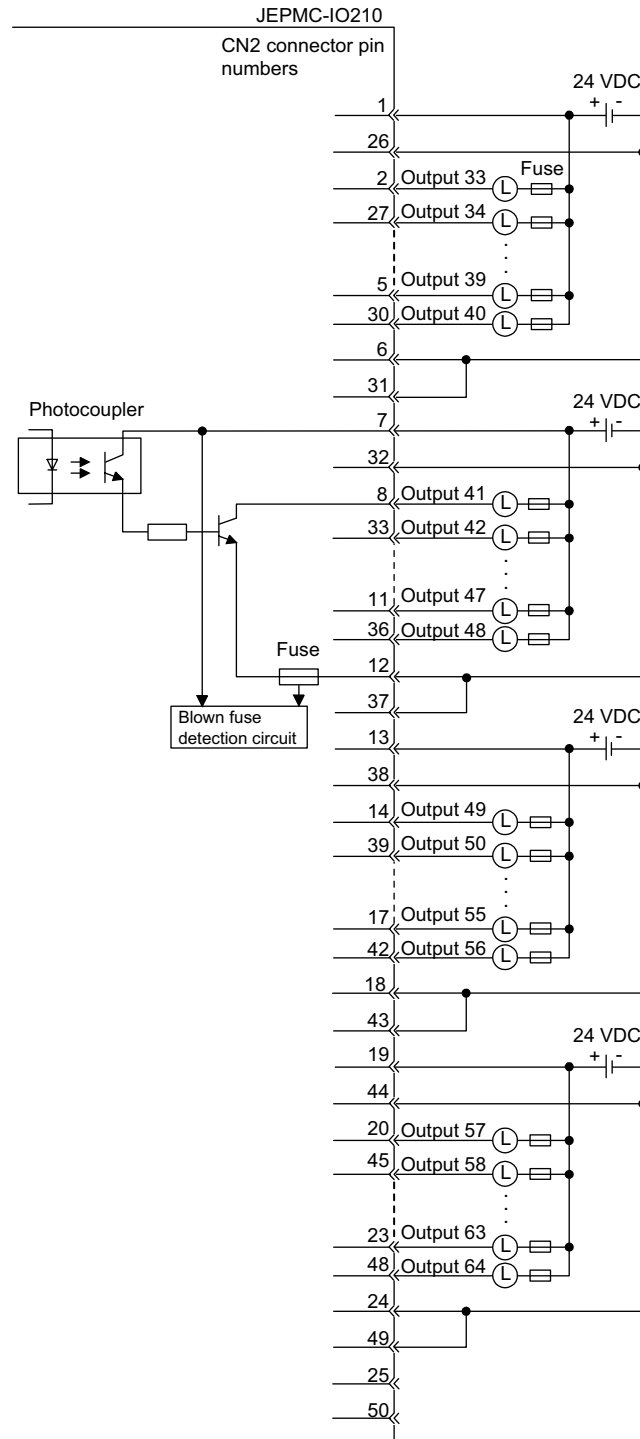 JEPMC-IO210
CN2 connector pin
numbers
24 VDC
1
+ -
26
Fuse
2 Output 33 L
27 Output 34 L
5 Output 39 L
30 Output 40 L
6
31
Photocoupler
24 VDC
7
+ -
32
8 Output 41 L
33 Output 42 L
11 Output 47 L
36 Output 48 L
Fuse
12
37
Blown fuse
detection circuit
24 VDC
13
+ -
38
14 Output 49 L
39 Output 50 L
17 Output 55 L
42 Output 56 L
18
43
24 VDC
19
+ -
44
20 Output 57 L
45 Output 58 L
23 Output 63 L
48 Output 64 L
24
49
25
50